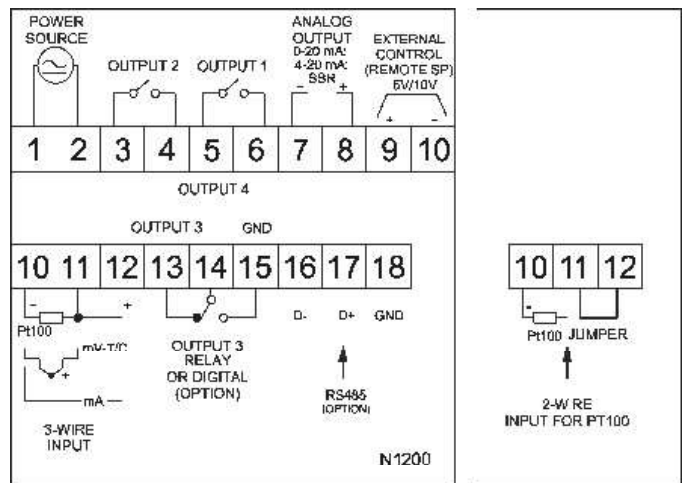 POWER
SOURCE
OUTPUT 2
OUTPUT 1
ANALOG
OUTPUT
0-20 mA:
4-20 mA:
SSR
- +
EXTERNAL
CONTROL
(REMOTE SP)
5V/10V
+ -
1 2 3 4 5 6 7 8 9 10
OUTPUT 4
OUTPUT 3 GND
10 11 12 13 14 15 16 17 18
- +
Pt100
mV-T/C
+
mA
3-WIRE
INPUT
OUTPUT 3
RELAY
OR DIGITAL
(OPTION)
D- D+ GND
RS485
(OPTION)
N1200
10 11 12
-
Pt100 JUMPER
2-W RE
INPUT FOR PT100